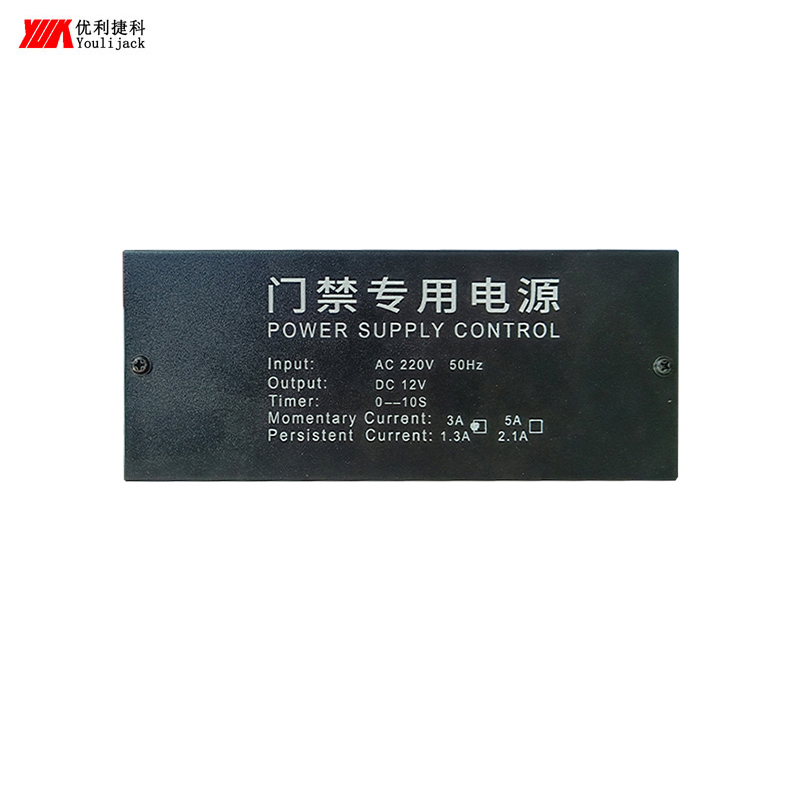 优利捷科
Youlijack
门禁专用电源
POWER SUPPLY CONTROL
Input: AC 220V 50Hz
Output: DC 12V
Timer: 0—10S
Momentary Current: 3A 5A
Persistent Current: 1.3A 2.1A